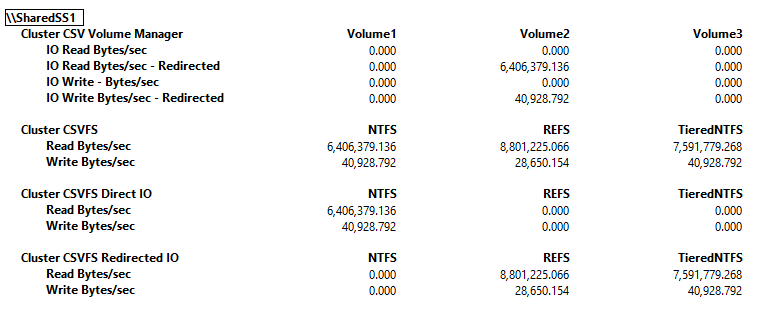 \\SharedSS1
Cluster CSV Volume Manager Volume1 Volume2 Volume3
IO Read Bytes/sec 0.000 0.000 0.000
IO Read Bytes/sec - Redirected 0.000 6,406,379.136 0.000
IO Write - Bytes/sec 0.000 0.000 0.000
IO Write Bytes/sec - Redirected 0.000 40,928.792 0.000
Cluster CSVFS NTFS REFS TieredNTFS
Read Bytes/sec 6,406,379.136 8,801,225.066 7,591,779.268
Write Bytes/sec 40,928.792 28,650.154 40,928.792
Cluster CSVFS Direct IO NTFS REFS TieredNTFS
Read Bytes/sec 6,406,379.136 0.000 0.000
Write Bytes/sec 40,928.792 0.000 0.000
Cluster CSVFS Redirected IO NTFS REFS TieredNTFS
Read Bytes/sec 0.000 8,801,225.066 7,591,779.268
Write Bytes/sec 0.000 28,650.154 40,928.792